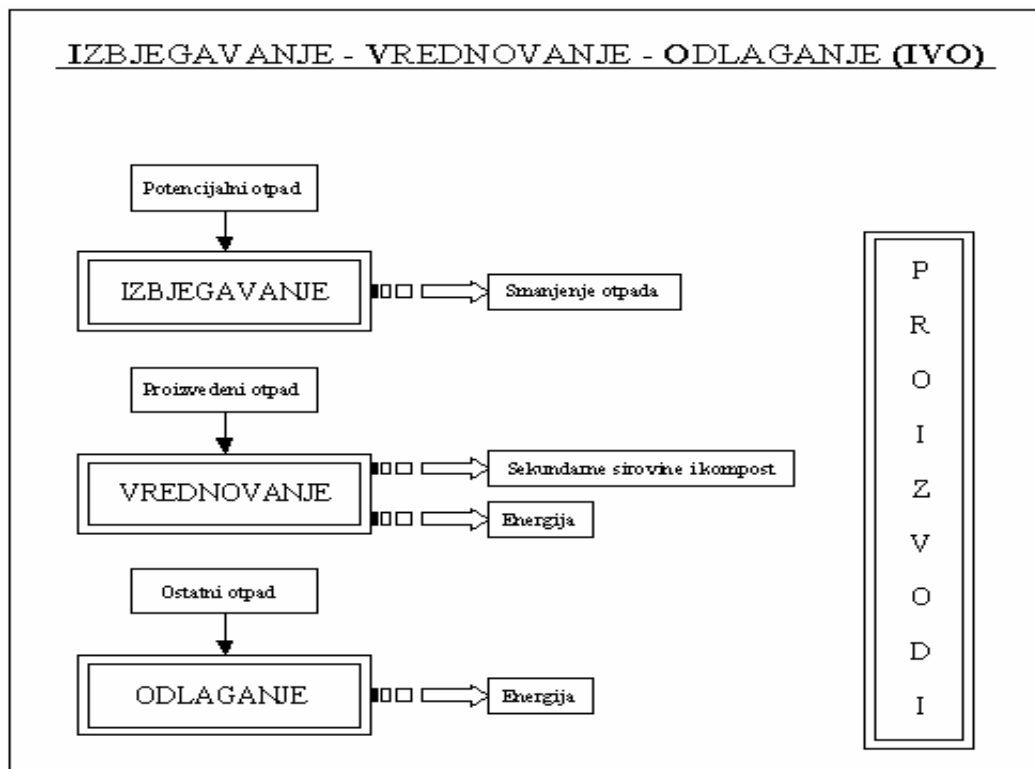 IZBJEGAVANJE - VREDNOVANJE - ODLAGANJE (IVO)
Potencijalni otpad
IZBJEGAVANJE
Smanjenje otpada
Proizvedeni otpad
VREDNOVANJE
Sekundarne sirovine i kompost
Energija
Ostatni otpad
ODLAGANJE
Energija
P
R
O
I
Z
V
O
D
I